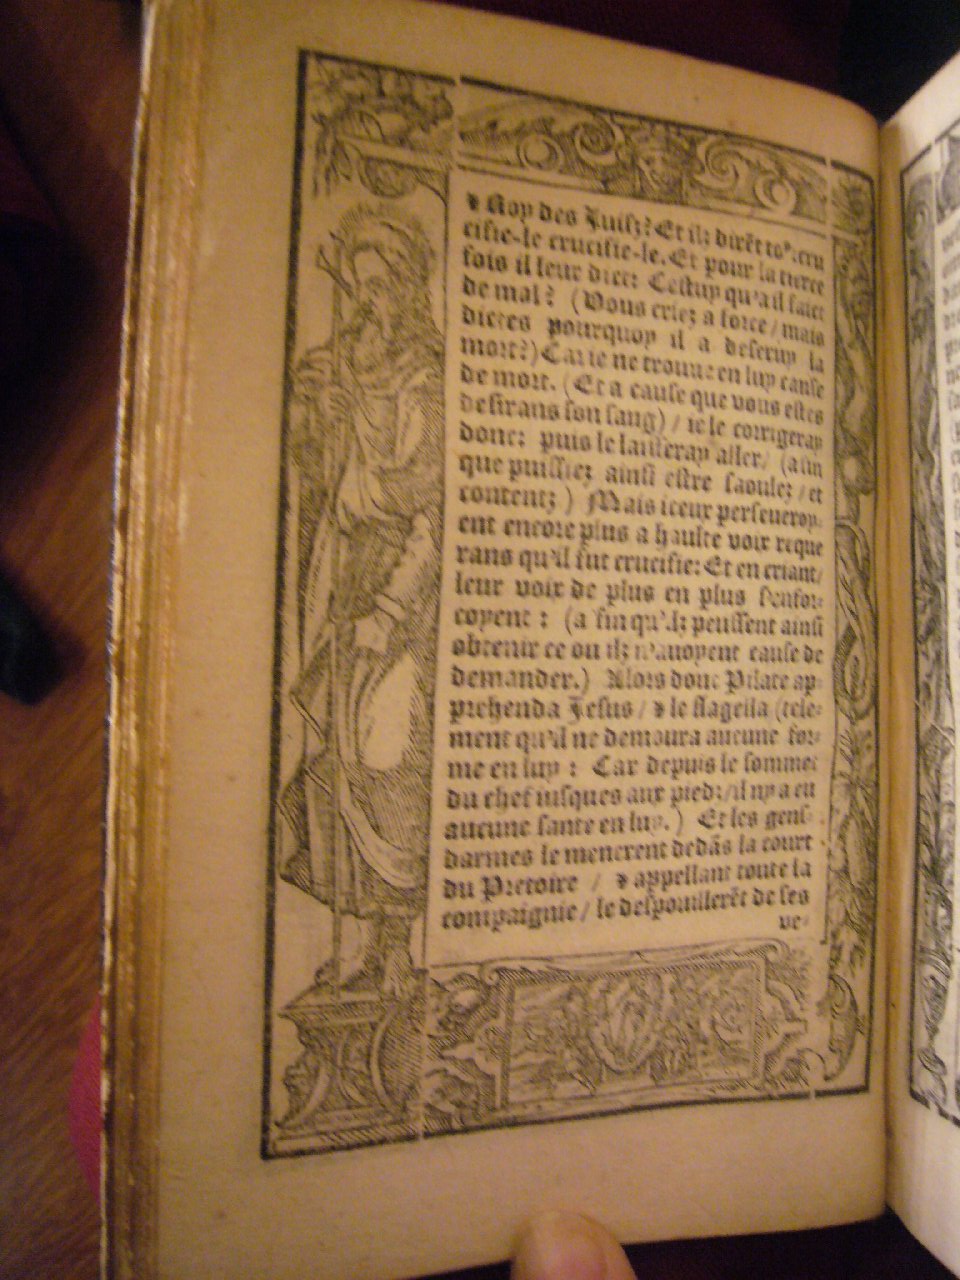 ⁊ Roy des Juifz? Et ilz dirẽt toꝰ: cru
cifie-le crucifie-le. Et pour la tierce
fois il leur dict: Cestuy qu'a il faict
de mal? (Vous criez a force / mais
dictes pourquoy il a deseruy la
mort?) Car ie ne trouue en luy cause
de mort. (Et a cause que vous estes
desirans son sang) / ie le corrigeray
donc: puis le laisseray aller / (a fin
que puissiez ainsi estre saoulez / et
contentz) Mais iceux perseueroy-
ent encore plus a haulte voix reque
rans qu'il fut crucifie: Et en criant /
leur voix de plus en plus s'enfor-
coyent: (a fin qu'ilz peussent ainsi
obtenir ce ou ilz n'auoyent cause de
demander.) Alors donc Pilate ap-
prehenda Jesus / ⁊ le flagella (tele-
ment qu'il ne demoura aucune for-
me en luy: Car depuis le sommet
du chef iusques aux piedz / il ny a eu
aucune sante en luy.) Et les gens-
darmes le menerent dedãs la court
du Pretoire / ⁊ appellant toute la
compaignie / le despouillerẽt de ses
ve-